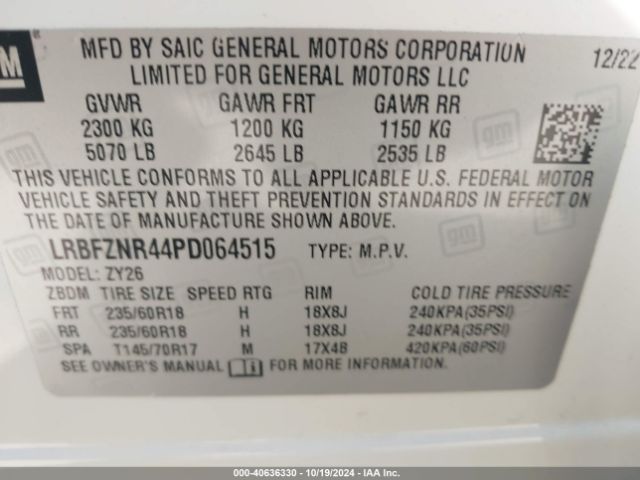 GM
MFD BY SAIC GENERAL MOTORS CORPORATION 12/22
LIMITED FOR GENERAL MOTORS LLC
GVWR GAWR FRT GAWR RR
2300 KG 1200 KG 1150 KG
5070 LB 2645 LB 2535 LB
THIS VEHICLE CONFORMS TO ALL APPLICABLE U.S. FEDERAL MOTOR
VEHICLE SAFETY AND THEFT PREVENTION STANDARDS IN EFFECT ON
THE DATE OF MANUFACTURE SHOWN ABOVE.
LRBFZNR44PD064515 TYPE: M.P.V.
MODEL: ZY26
ZBDM TIRE SIZE SPEED RTG RIM COLD TIRE PRESSURE
FRT 235/60R18 H 18X8J 240KPA(35PSI)
RR 235/60R18 H 18X8J 240KPA(35PSI)
SPA T145/70R17 M 17X4B 420KPA(60PSI)
SEE OWNER'S MANUAL FOR MORE INFORMATION.
000-40636330 - 10/19/2024 - IAA Inc.